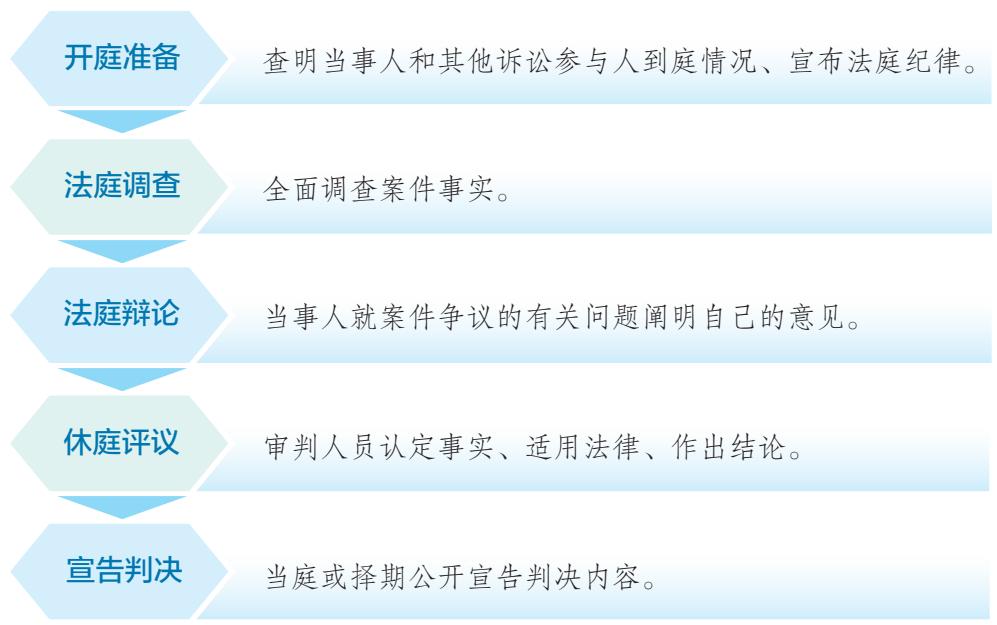 开庭准备
查明当事人和其他诉讼参与人到庭情况、宣布法庭纪律。
法庭调查
全面调查案件事实。
法庭辩论
当事人就案件争议的有关问题阐明自己的意见。
休庭评议
审判人员认定事实、适用法律、作出结论。
宣告判决
当庭或择期公开宣告判决内容。